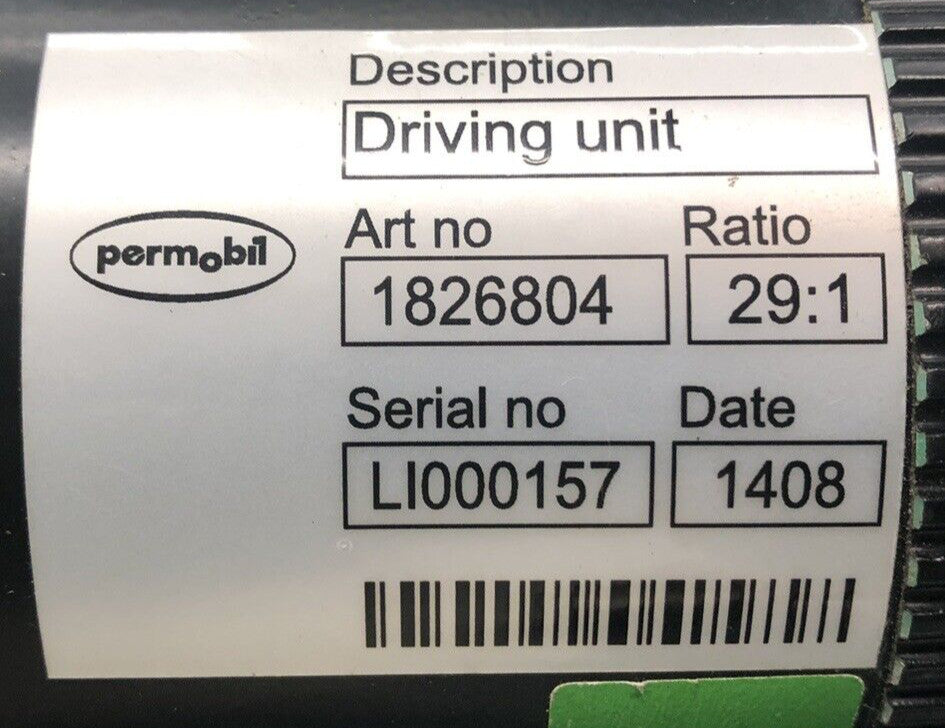 Description
Driving unit
permobil
Art no Ratio
1826804 29:1
Serial no Date
LI000157 1408